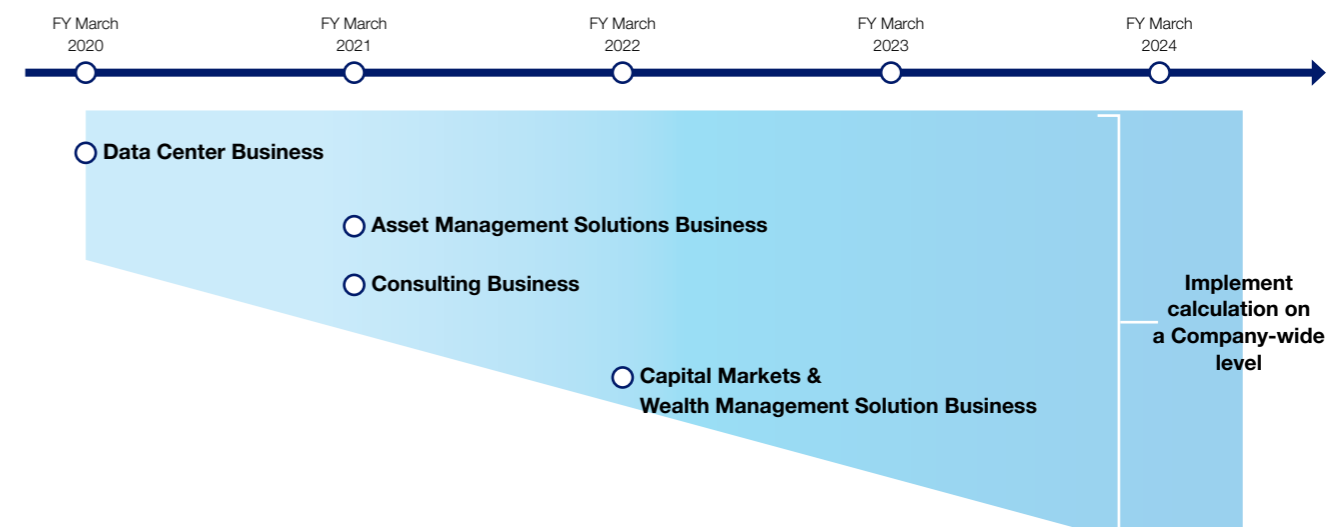 FY March
2020
FY March
2021
FY March
2022
FY March
2023
FY March
2024
Data Center Business
Asset Management Solutions Business
Consulting Business
Capital Markets &
Wealth Management Solution Business
Implement
calculation on
a Company-wide
level